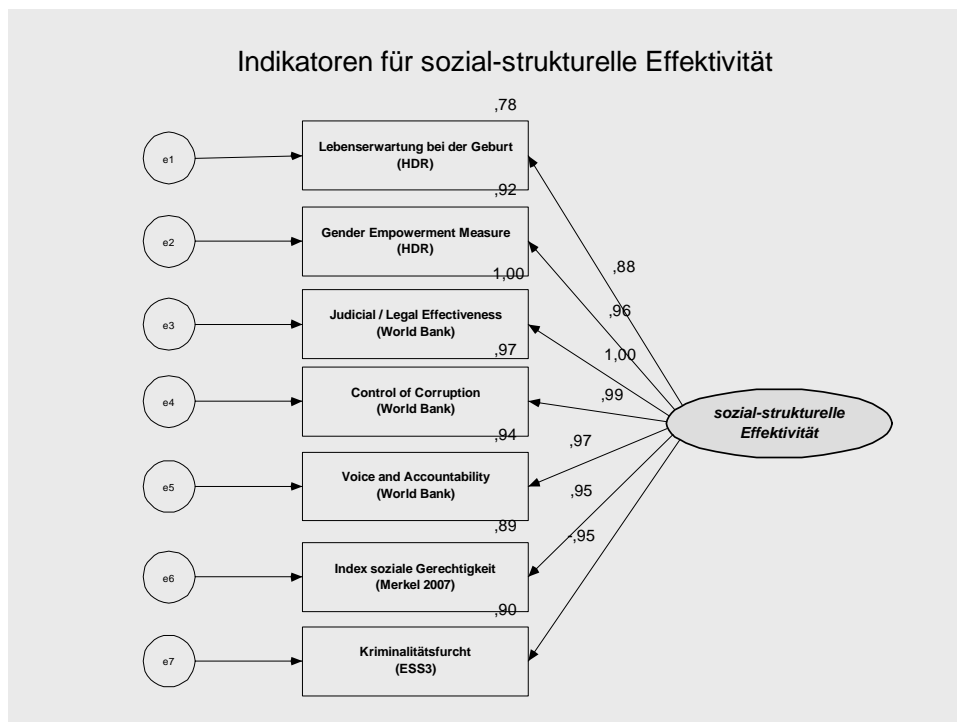 Indikatoren für sozial-strukturelle Effektivität
,78
e1
Lebenserwartung bei der Geburt
(HDR)
,92
e2
Gender Empowerment Measure
(HDR)
1,00
,88
e3
Judicial / Legal Effectiveness
(World Bank)
,96
,97
1,00
e4
Control of Corruption
(World Bank)
,99
sozial-strukturelle
Effektivität
,94
,97
e5
Voice and Accountability
(World Bank)
,95
,89
-,95
e6
Index soziale Gerechtigkeit
(Merkel 2007)
,90
e7
Kriminalitätsfurcht
(ESS3)